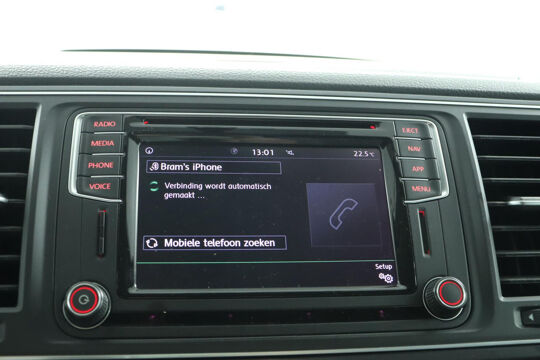 RADIO
MEDIA
PHONE
VOICE
13:01
22.5 °C
Bram's iPhone
Verbinding wordt automatisch
gemaakt ...
Mobiele telefoon zoeken
Setup
EJECT
NAV
APP
MENU